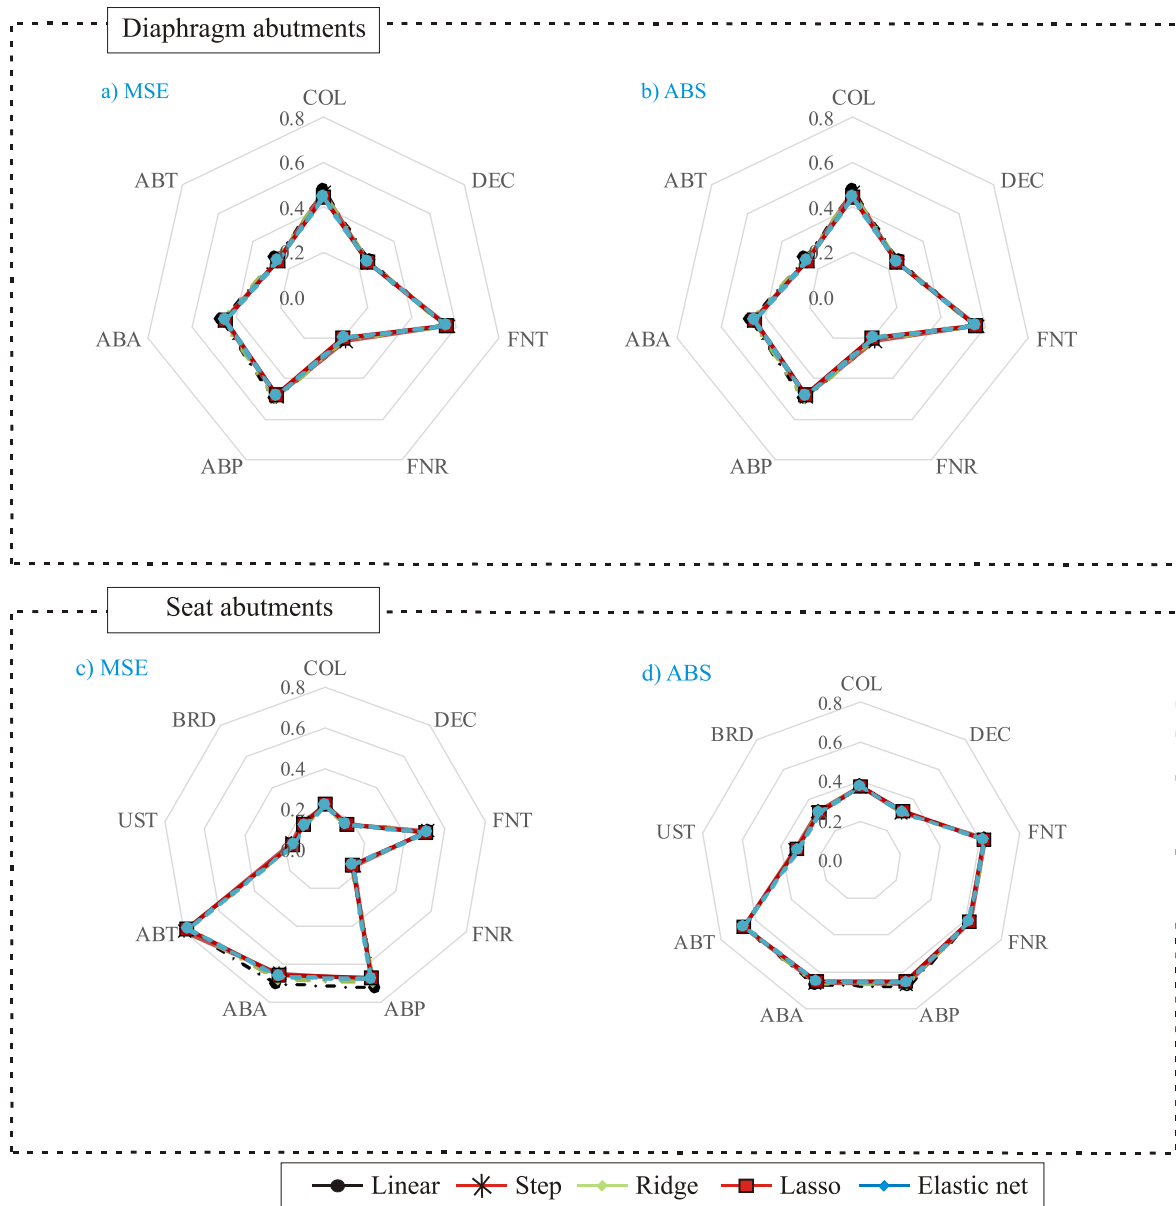 Diaphragm abutments
a) MSE
b) ABS
COL
0.8
0.6
0.4
0.2
0.0
DEC
FNT
FNR
ABP
ABA
ABT
COL
0.8
0.6
0.4
0.2
0.0
DEC
FNT
FNR
ABP
ABA
ABT
Seat abutments
c) MSE
d) ABS
COL
0.8
0.6
0.4
0.2
0.0
DEC
FNT
FNR
ABP
ABA
ABT
UST
BRD
COL
0.8
0.6
0.4
0.2
0.0
DEC
FNT
FNR
ABP
ABA
ABT
UST
BRD
Linear Step Ridge Lasso Elastic net